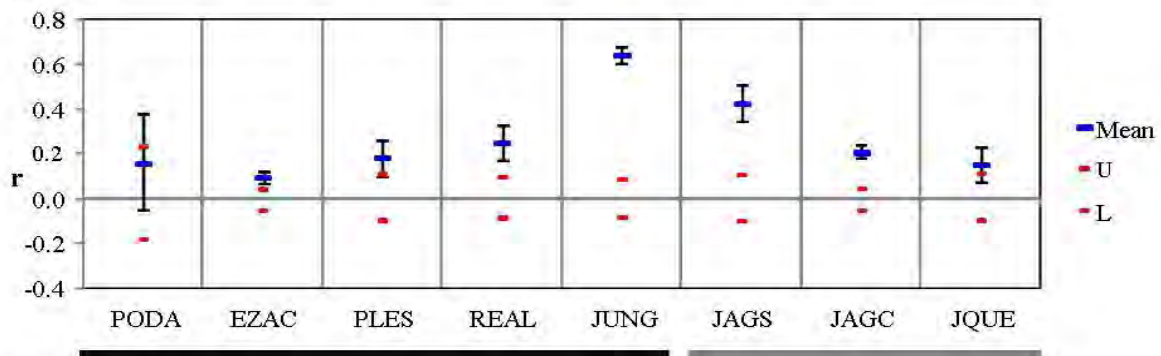 0.8
0.6
0.4
0.2
0.0
-0.2
-0.4
r
PODA EZAC PLES REAL JUNG JAGS JAGC JQUE
Mean
U
L